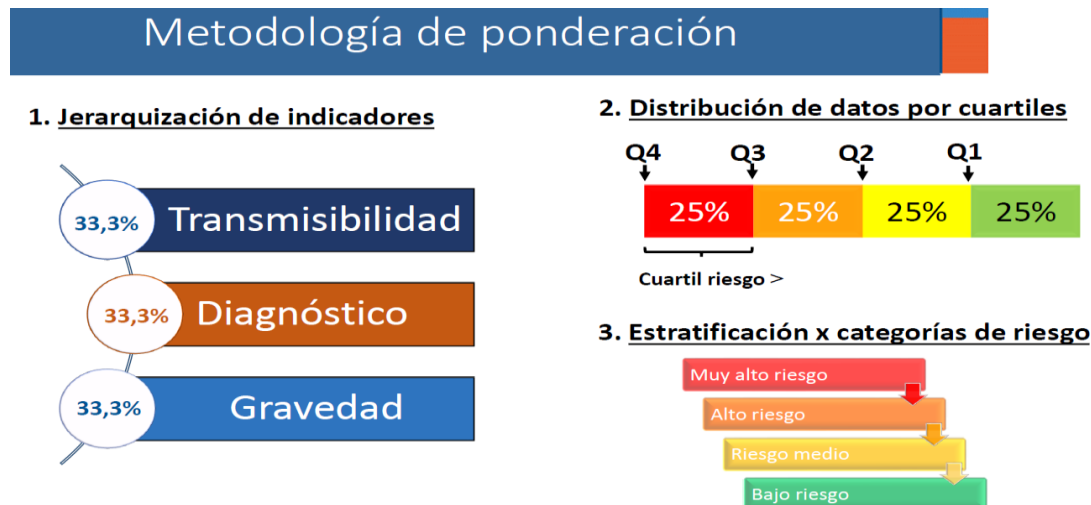 Metodología de ponderación
1. Jerarquización de indicadores
33,3%
Transmisibilidad
33,3%
Diagnóstico
33,3%
Gravedad
2. Distribución de datos por cuartiles
Q4 Q3 Q2 Q1
25% 25% 25% 25%
Cuartil riesgo >
3. Estratificación x categorías de riesgo
Muy alto riesgo
Alto riesgo
Riesgo medio
Bajo riesgo